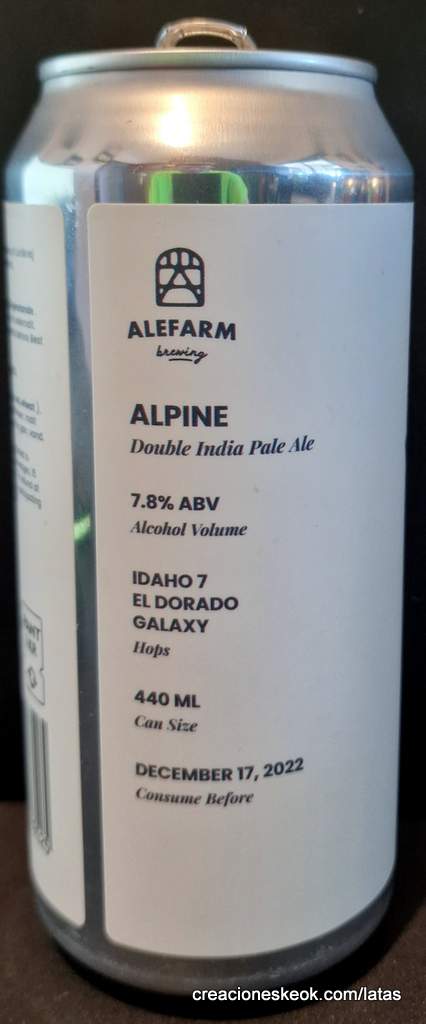 ALEFARM
brewing
ALPINE
Double India Pale Ale
7.8% ABV
Alcohol Volume
IDAHO 7
EL DORADO
GALAXY
Hops
440 ML
Can Size
DECEMBER 17, 2022
Consume Before
creacioneskeok.com/latas